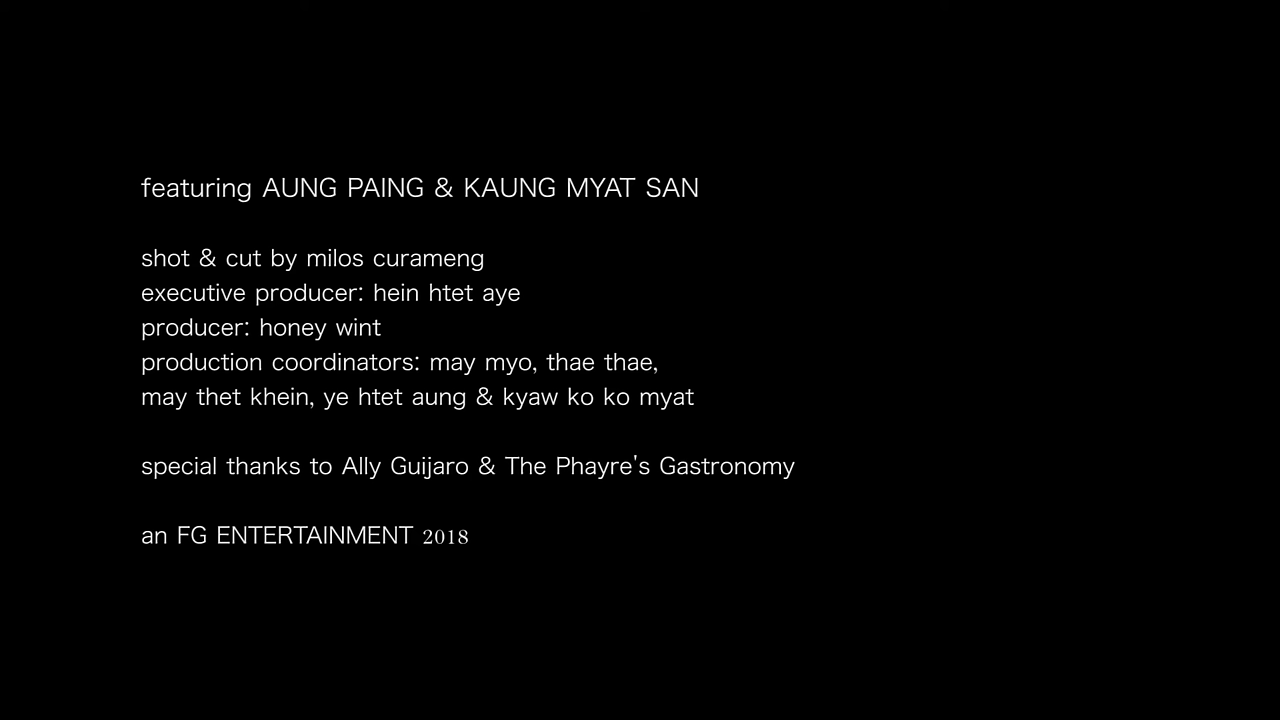 featuring AUNG PAING & KAUNG MYAT SAN
shot & cut by milos curameng
executive producer: hein htet aye
producer: honey wint
production coordinators: may myo, thae thae,
may thet khein, ye htet aung & kyaw ko ko myat
special thanks to Ally Guijaro & The Phayre's Gastronomy
an FG ENTERTAINMENT 2018